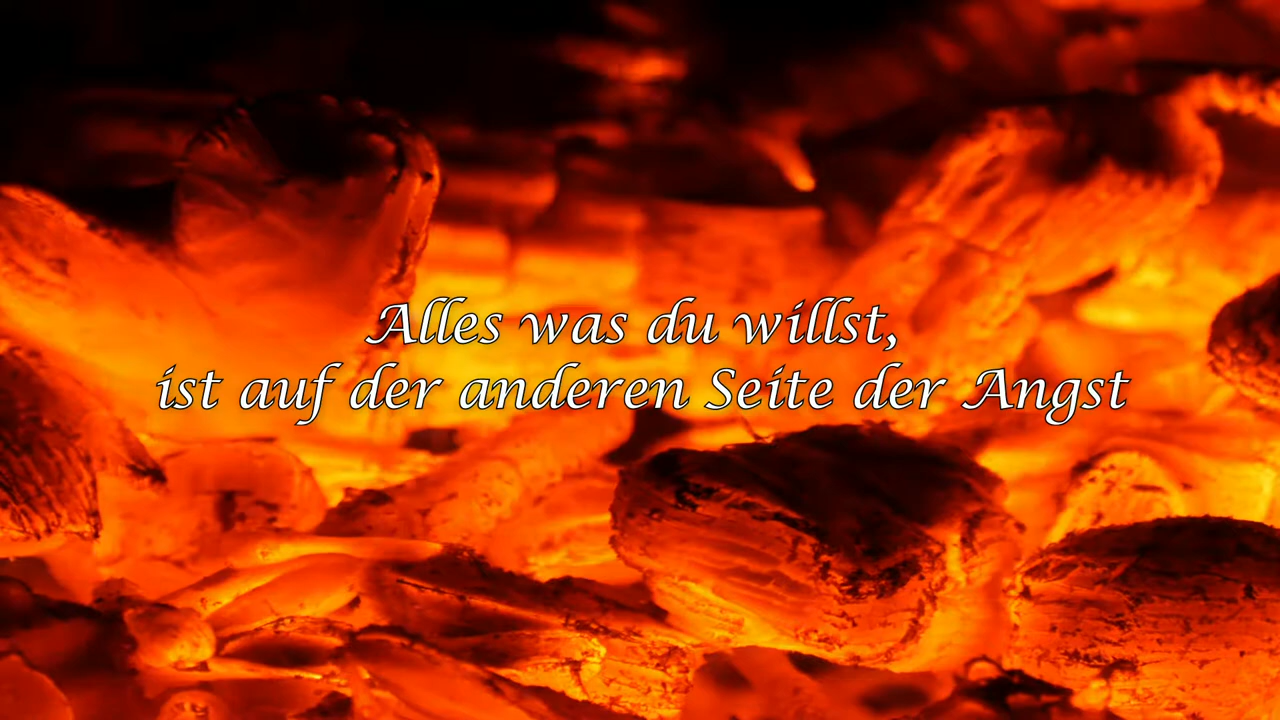 Alles was du willst,
ist auf der anderen Seite der Angst